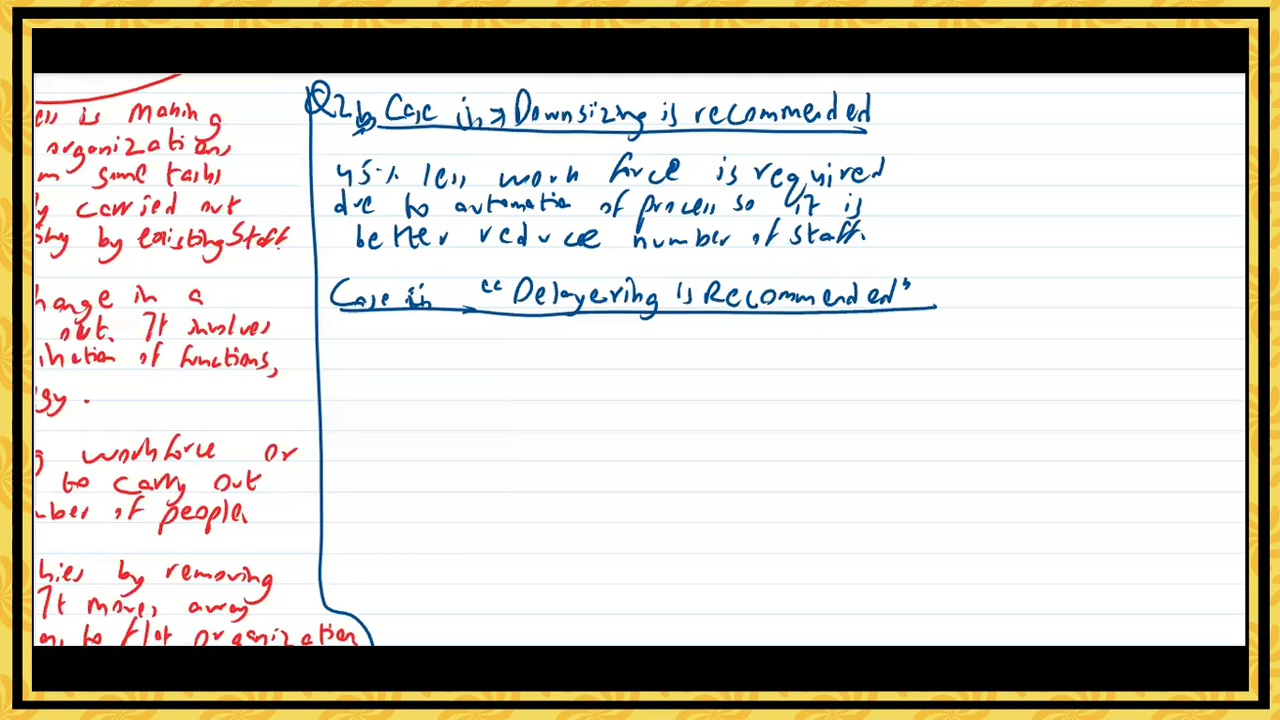 ess is making
organization,
some tasks
carried out
by existing staff
hange in a
out. It involves
ination of functions,
gy.
workforce or
to carry out
mber of people
hies by removing
It moves away
to flat organization
Q2 b Case i => Downsizing is recommended
45% less work force is required
due to automation of process so it is
better reduce number of staff.
Case ii "Delayering is Recommended"